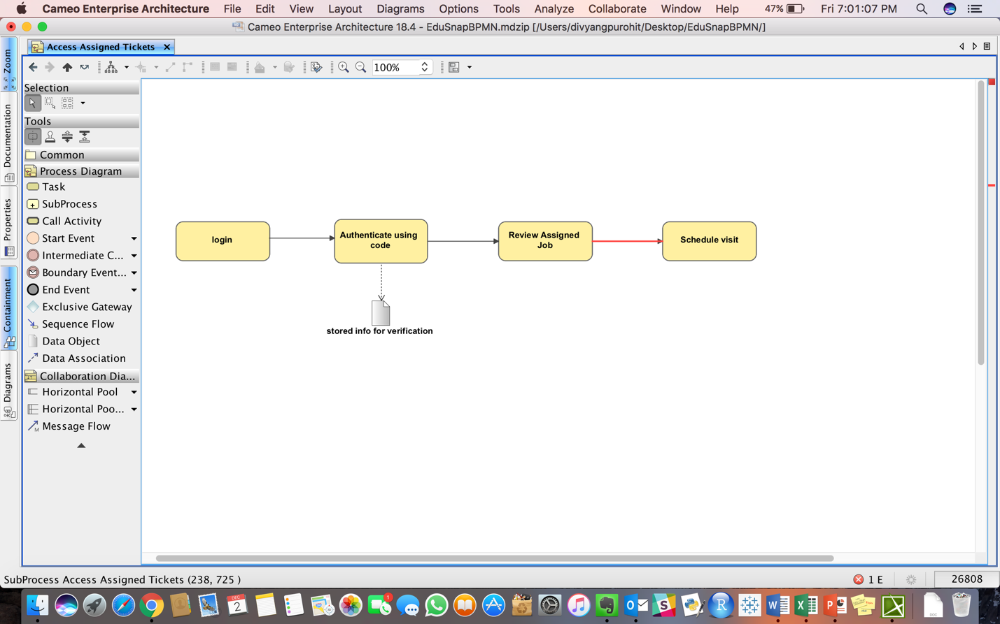 Cameo Enterprise Architecture File Edit View Layout Diagrams Options Tools Analyze Collaborate Window Help 47% Fri 7:01:07 PM
Cameo Enterprise Architecture 18.4 - EduSnapBPMN.mdzip [/Users/divyangpurohit/Desktop/EduSnapBPMN/]
Access Assigned Tickets
100%
Zoom
Documentation
Properties
Containment
Diagrams
Selection
Tools
Common
Process Diagram
Task
SubProcess
Call Activity
Start Event
Intermediate C...
Boundary Event...
End Event
Exclusive Gateway
Sequence Flow
Data Object
Data Association
Collaboration Dia...
Horizontal Pool
Horizontal Poo...
Message Flow
login
Authenticate using
code
Review Assigned
Job
Schedule visit
stored info for verification
SubProcess Access Assigned Tickets (238, 725 )
1 E
26808
DEC
2
1